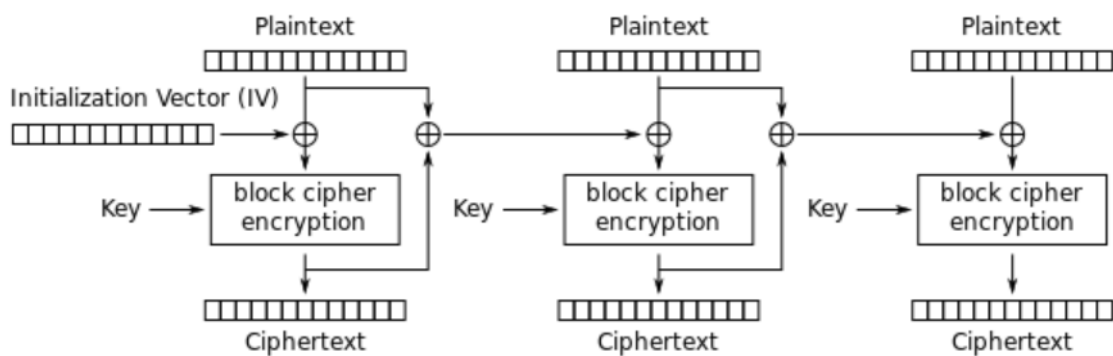 Plaintext
Plaintext
Plaintext
Initialization Vector (IV)
Key
block cipher
encryption
Key
block cipher
encryption
Key
block cipher
encryption
Ciphertext
Ciphertext
Ciphertext